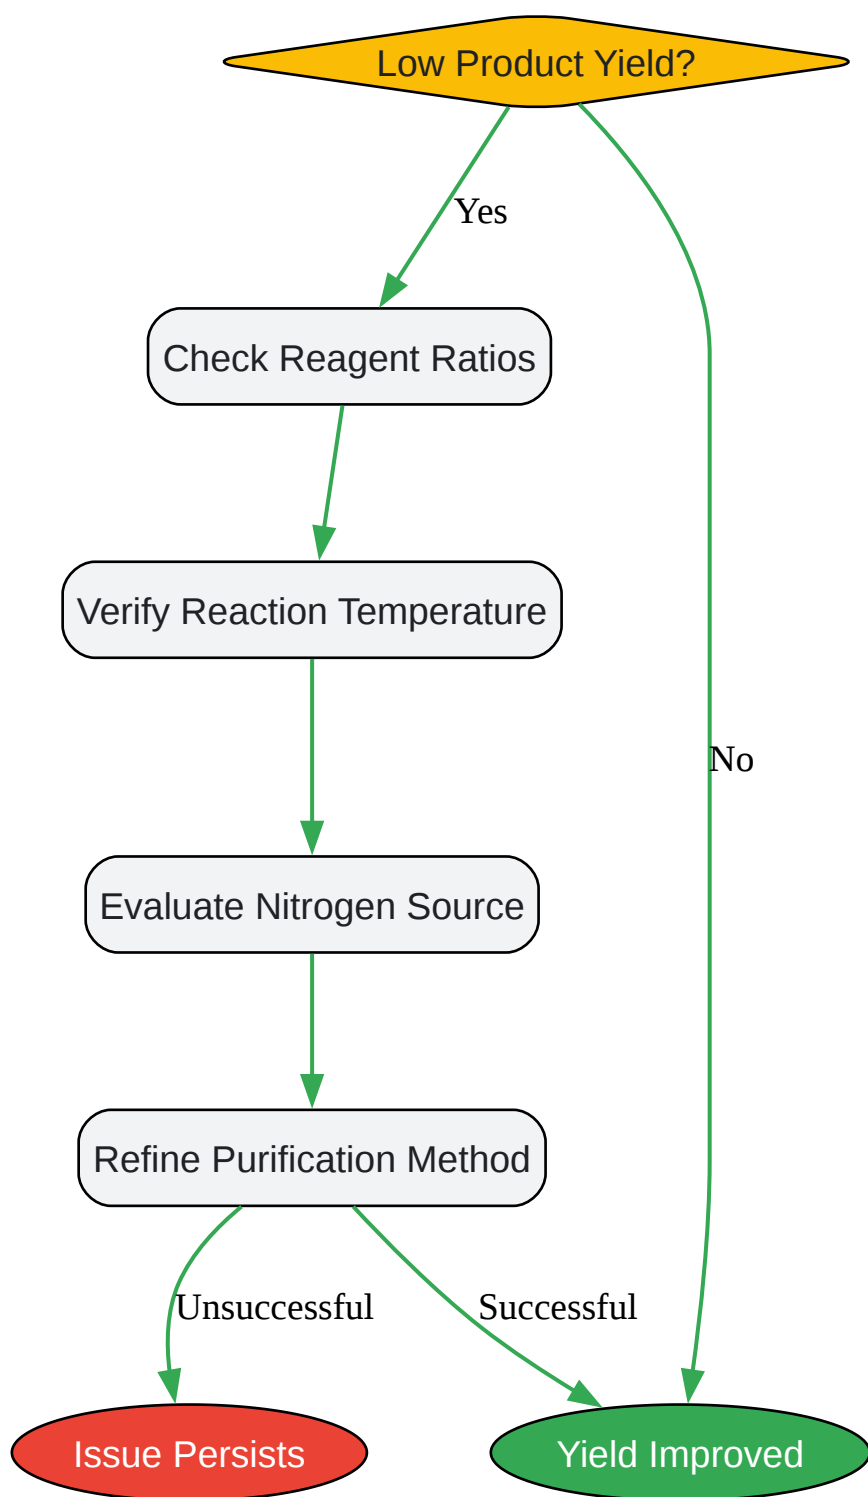 Low Product Yield?
Yes
Check Reagent Ratios
Verify Reaction Temperature
No
Evaluate Nitrogen Source
Refine Purification Method
Unsuccessful
Successful
Issue Persists
Yield Improved